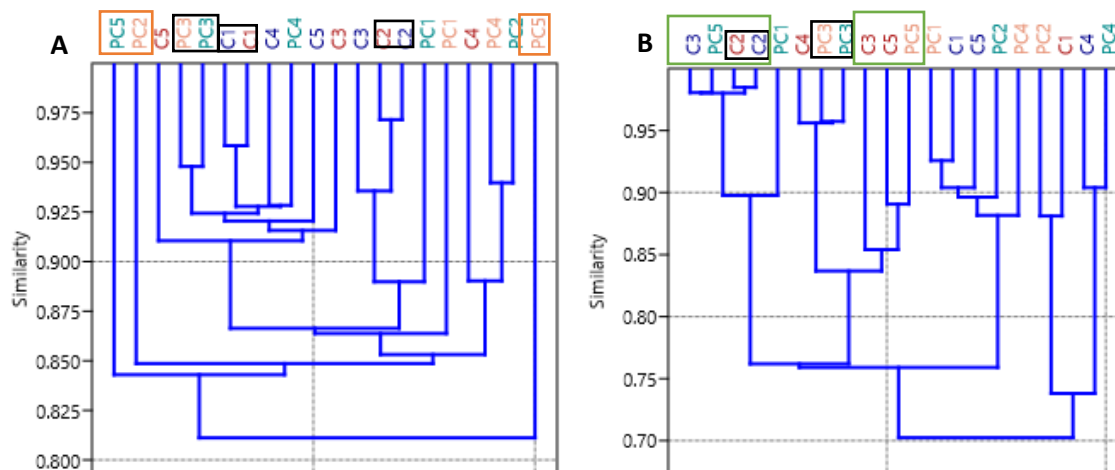 A
PC5 PC2 C5 PC3 PC3 C1 C1 C4 PC4 C5 C3 C3 C2 C2 PC1 PC1 C4 PC4 PC2 PC5
0.975
0.950
0.925
0.900
0.875
0.850
0.825
0.800
Similarity
B
C3 PC5 C2 C2 PC1 C4 PC3 PC3 C3 C5 PC5 PC1 C1 C5 PC2 PC4 PC2 C1 C4 PC4
0.95
0.90
0.85
0.80
0.75
0.70
Similarity